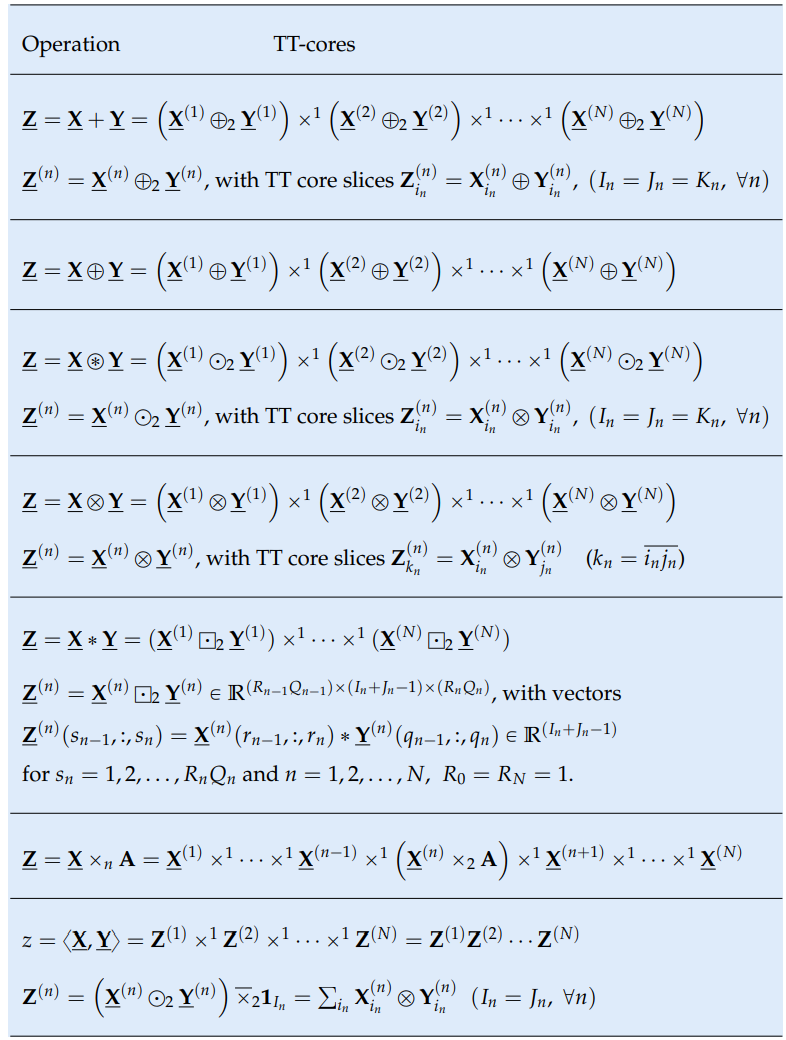 Operation TT-cores
$\underline{\mathbf{Z}} = \underline{\mathbf{X}} + \underline{\mathbf{Y}} = \left(\underline{\mathbf{X}}^{(1)} \oplus_2 \underline{\mathbf{Y}}^{(1)}\right) \times^1 \left(\underline{\mathbf{X}}^{(2)} \oplus_2 \underline{\mathbf{Y}}^{(2)}\right) \times^1 \cdots \times^1 \left(\underline{\mathbf{X}}^{(N)} \oplus_2 \underline{\mathbf{Y}}^{(N)}\right)$
$\underline{\mathbf{Z}}^{(n)} = \underline{\mathbf{X}}^{(n)} \oplus_2 \underline{\mathbf{Y}}^{(n)}$, with TT core slices $\mathbf{Z}_{i_n}^{(n)} = \mathbf{X}_{i_n}^{(n)} \oplus \mathbf{Y}_{i_n}^{(n)}$, $(I_n = J_n = K_n, \ \forall n)$
$\underline{\mathbf{Z}} = \underline{\mathbf{X}} \oplus \underline{\mathbf{Y}} = \left(\underline{\mathbf{X}}^{(1)} \oplus \underline{\mathbf{Y}}^{(1)}\right) \times^1 \left(\underline{\mathbf{X}}^{(2)} \oplus \underline{\mathbf{Y}}^{(2)}\right) \times^1 \cdots \times^1 \left(\underline{\mathbf{X}}^{(N)} \oplus \underline{\mathbf{Y}}^{(N)}\right)$
$\underline{\mathbf{Z}} = \underline{\mathbf{X}} \circledast \underline{\mathbf{Y}} = \left(\underline{\mathbf{X}}^{(1)} \odot_2 \underline{\mathbf{Y}}^{(1)}\right) \times^1 \left(\underline{\mathbf{X}}^{(2)} \odot_2 \underline{\mathbf{Y}}^{(2)}\right) \times^1 \cdots \times^1 \left(\underline{\mathbf{X}}^{(N)} \odot_2 \underline{\mathbf{Y}}^{(N)}\right)$
$\underline{\mathbf{Z}}^{(n)} = \underline{\mathbf{X}}^{(n)} \odot_2 \underline{\mathbf{Y}}^{(n)}$, with TT core slices $\mathbf{Z}_{i_n}^{(n)} = \mathbf{X}_{i_n}^{(n)} \otimes \mathbf{Y}_{i_n}^{(n)}$, $(I_n = J_n = K_n, \ \forall n)$
$\underline{\mathbf{Z}} = \underline{\mathbf{X}} \otimes \underline{\mathbf{Y}} = \left(\underline{\mathbf{X}}^{(1)} \otimes \underline{\mathbf{Y}}^{(1)}\right) \times^1 \left(\underline{\mathbf{X}}^{(2)} \otimes \underline{\mathbf{Y}}^{(2)}\right) \times^1 \cdots \times^1 \left(\underline{\mathbf{X}}^{(N)} \otimes \underline{\mathbf{Y}}^{(N)}\right)$
$\underline{\mathbf{Z}}^{(n)} = \underline{\mathbf{X}}^{(n)} \otimes \underline{\mathbf{Y}}^{(n)}$, with TT core slices $\mathbf{Z}_{k_n}^{(n)} = \mathbf{X}_{i_n}^{(n)} \otimes \mathbf{Y}_{j_n}^{(n)}$ $(k_n = \overline{i_n j_n})$
$\underline{\mathbf{Z}} = \underline{\mathbf{X}} * \underline{\mathbf{Y}} = (\underline{\mathbf{X}}^{(1)} \boxdot_2 \underline{\mathbf{Y}}^{(1)}) \times^1 \cdots \times^1 (\underline{\mathbf{X}}^{(N)} \boxdot_2 \underline{\mathbf{Y}}^{(N)})$
$\underline{\mathbf{Z}}^{(n)} = \underline{\mathbf{X}}^{(n)} \boxdot_2 \underline{\mathbf{Y}}^{(n)} \in \mathbb{R}^{(R_{n-1}Q_{n-1}) \times (I_n+J_n-1) \times (R_nQ_n)}$, with vectors
$\underline{\mathbf{Z}}^{(n)}(s_{n-1},:,s_n) = \underline{\mathbf{X}}^{(n)}(r_{n-1},:,r_n) * \underline{\mathbf{Y}}^{(n)}(q_{n-1},:,q_n) \in \mathbb{R}^{(I_n+J_n-1)}$
for $s_n = 1, 2, \ldots, R_nQ_n$ and $n = 1, 2, \ldots, N$, $R_0 = R_N = 1$.
$\underline{\mathbf{Z}} = \underline{\mathbf{X}} \times_n \mathbf{A} = \underline{\mathbf{X}}^{(1)} \times^1 \cdots \times^1 \underline{\mathbf{X}}^{(n-1)} \times^1 \left(\underline{\mathbf{X}}^{(n)} \times_2 \mathbf{A}\right) \times^1 \underline{\mathbf{X}}^{(n+1)} \times^1 \cdots \times^1 \underline{\mathbf{X}}^{(N)}$
$z = \langle \underline{\mathbf{X}}, \underline{\mathbf{Y}} \rangle = \mathbf{Z}^{(1)} \times^1 \mathbf{Z}^{(2)} \times^1 \cdots \times^1 \mathbf{Z}^{(N)} = \mathbf{Z}^{(1)} \mathbf{Z}^{(2)} \cdots \mathbf{Z}^{(N)}$
$\mathbf{Z}^{(n)} = \left(\underline{\mathbf{X}}^{(n)} \odot_2 \underline{\mathbf{Y}}^{(n)}\right) \overline{\times}_2 \mathbf{1}_{I_n} = \sum_{i_n} \mathbf{X}_{i_n}^{(n)} \otimes \mathbf{Y}_{i_n}^{(n)}$ $(I_n = J_n, \ \forall n)$